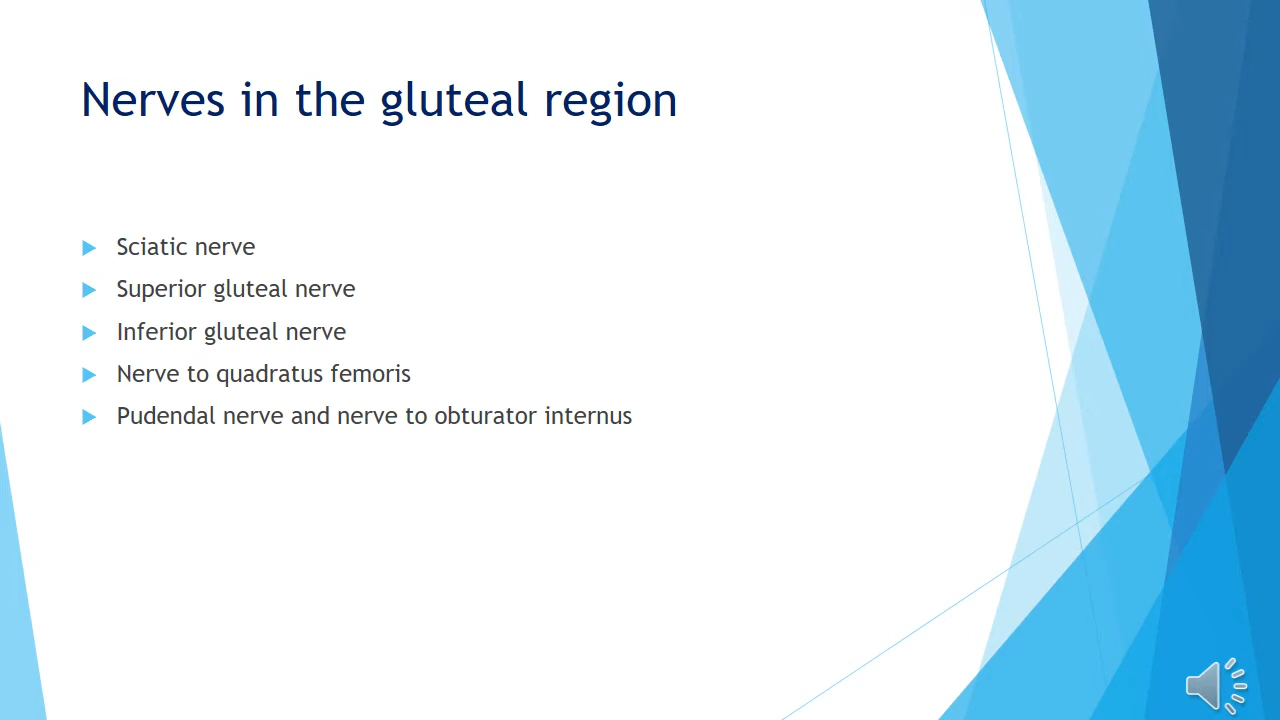 Nerves in the gluteal region
Sciatic nerve
Superior gluteal nerve
Inferior gluteal nerve
Nerve to quadratus femoris
Pudendal nerve and nerve to obturator internus